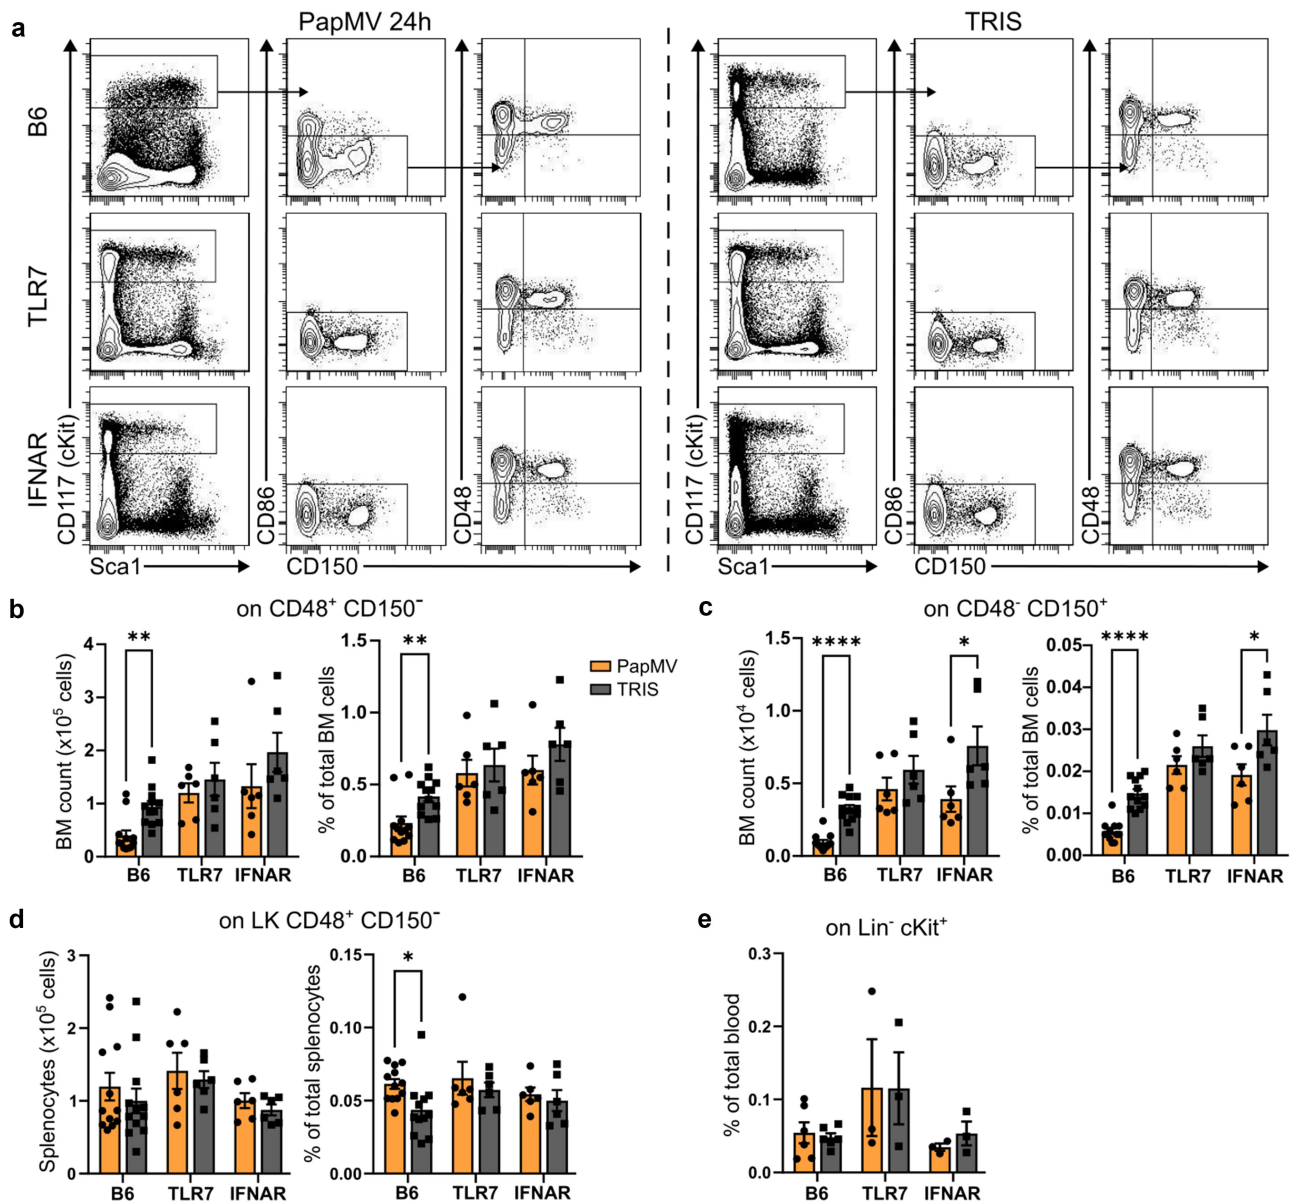 a
PapMV 24h
TRIS
B6
TLR7
IFNAR
CD117 (cKit)
CD86
CD48
CD117 (cKit)
CD86
CD48
Sca1
CD150
Sca1
CD150
b
on CD48⁺ CD150⁻
BM count (x10⁵ cells)
4
3
2
1
0
**
B6
TLR7
IFNAR
% of total BM cells
1.5
1.0
0.5
0.0
**
B6
TLR7
IFNAR
PapMV
TRIS
c
on CD48⁻ CD150⁺
BM count (x10⁴ cells)
1.5
1.0
0.5
0.0
****
*
B6
TLR7
IFNAR
% of total BM cells
0.05
0.04
0.03
0.02
0.01
0.00
****
*
B6
TLR7
IFNAR
d
on LK CD48⁺ CD150⁻
Splenocytes (x10⁵ cells)
3
2
1
0
B6
TLR7
IFNAR
% of total splenocytes
0.15
0.10
0.05
0.00
*
B6
TLR7
IFNAR
e
on Lin⁻ cKit⁺
% of total blood
0.3
0.2
0.1
0.0
B6
TLR7
IFNAR